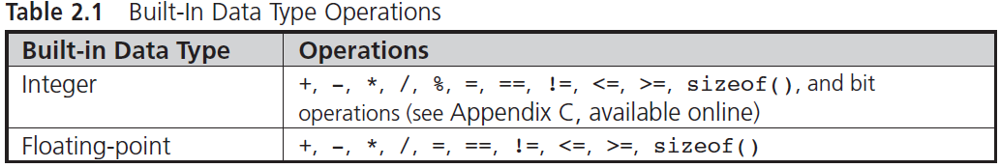 Table 2.1 Built-In Data Type Operations
Built-in Data Type Operations
Integer +, -, *, /, %, =, ==, !=, <=, >=, sizeof(), and bit
operations (see Appendix C, available online)
Floating-point +, -, *, /, =, ==, !=, <=, >=, sizeof()